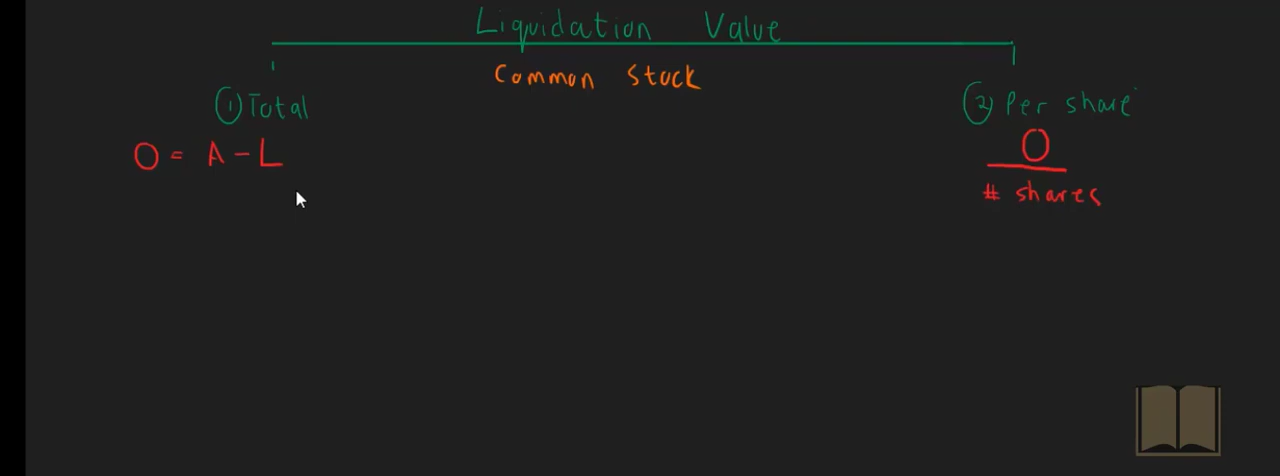 Liquidation Value
Common Stock
① Total
② Per share
O = A - L
O
# shares